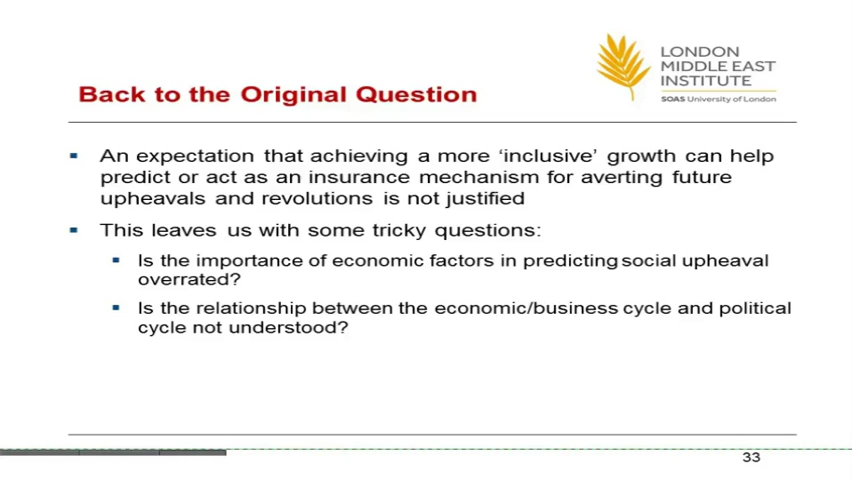 LONDON
MIDDLE EAST
INSTITUTE
SOAS University of London
Back to the Original Question
An expectation that achieving a more ‘inclusive’ growth can help
predict or act as an insurance mechanism for averting future
upheavals and revolutions is not justified
This leaves us with some tricky questions:
Is the importance of economic factors in predicting social upheaval
overrated?
Is the relationship between the economic/business cycle and political
cycle not understood?
33